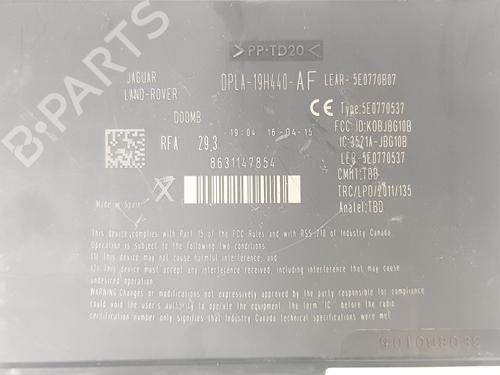 >PP-TD20<
JAGUAR
LAND-ROVER
DPLA-19H440-AF LEAR- 5E0770B07
DOOMB
CE Type:5E0770537
FCC ID:KOBJBG10B
IC:3521A-JBG10B
LER-5E0770537
CMHT:TBD
TRC/LPD/2011/135
Anatel:TBD
19:04 16-04-15
RFA 29,3
8631147854
X
Made in Spain
This device complies with Part 15 of the FCC Rules and with RSS-210 of Industry Canada.
Operation is subject to the following two conditions:
(1) This device may not cause harmful interference, and
(2) This device must accept any interference received, including interference that may cause
undesired operation
WARNING: Changes or modifications not expressively approved by the party responsible for compliance
could void the user's authority to operate the equipment. The term "IC:" before the radio
certification number only signifies that Industry Canada technical specifications were met
B-PARTS